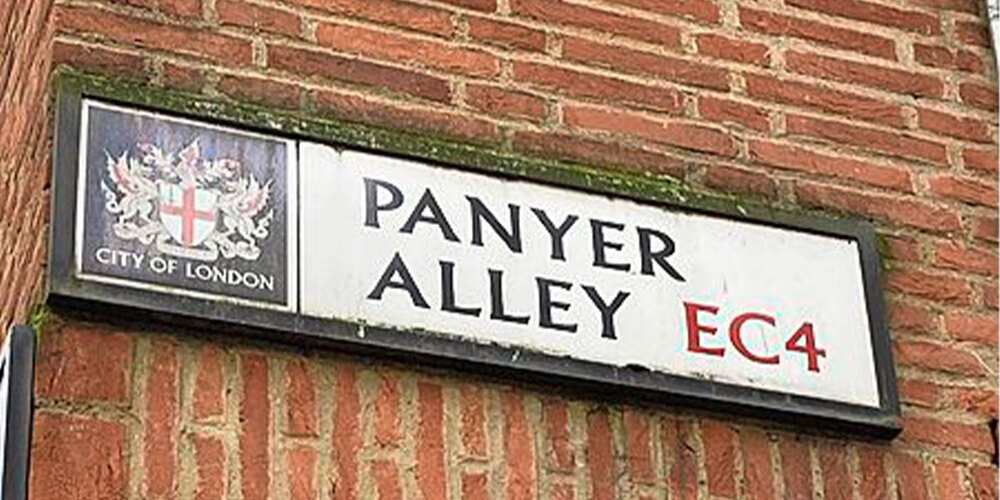 CITY OF LONDON
PANYER
ALLEY EC4